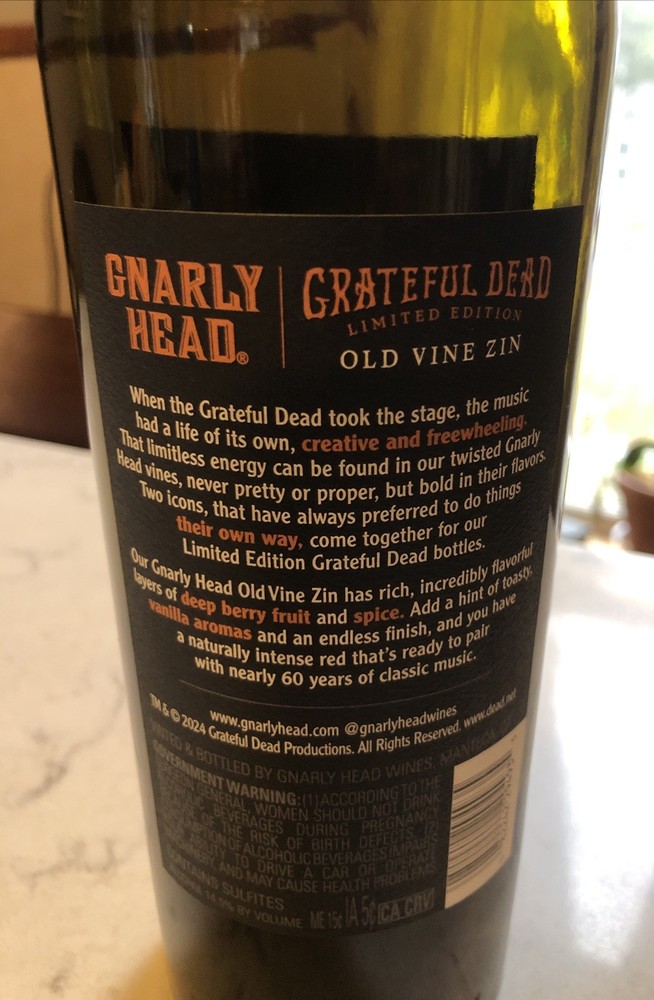 GNARLY
HEAD®
GRATEFUL DEAD
LIMITED EDITION
OLD VINE ZIN
When the Grateful Dead took the stage, the music
had a life of its own, creative and freewheeling.
That limitless energy can be found in our twisted Gnarly
Head vines, never pretty or proper, but bold in their flavors.
Two icons, that have always preferred to do things
their own way, come together for our
Limited Edition Grateful Dead bottles.
Our Gnarly Head Old Vine Zin has rich, incredibly flavorful
layers of deep berry fruit and spice. Add a hint of toasty,
vanilla aromas and an endless finish, and you have
a naturally intense red that's ready to pair
with nearly 60 years of classic music.
www.gnarlyhead.com @gnarlyheadwines
TM & © 2024 Grateful Dead Productions. All Rights Reserved. www.dead.net
& BOTTLED BY GNARLY HEAD WINES, MANTECA,
GOVERNMENT WARNING: (1) ACCORDING TO THE
GENERAL, WOMEN SHOULD NOT DRINK
BEVERAGES DURING PREGNANCY
OF THE RISK OF BIRTH DEFECTS. (2)
OF ALCOHOLIC BEVERAGES IMPAIRS
ABILITY TO DRIVE A CAR OR OPERATE
AND MAY CAUSE HEALTH PROBLEMS
CONTAINS SULFITES
14.0% BY VOLUME ME 15¢ IA 5¢ CA CRV